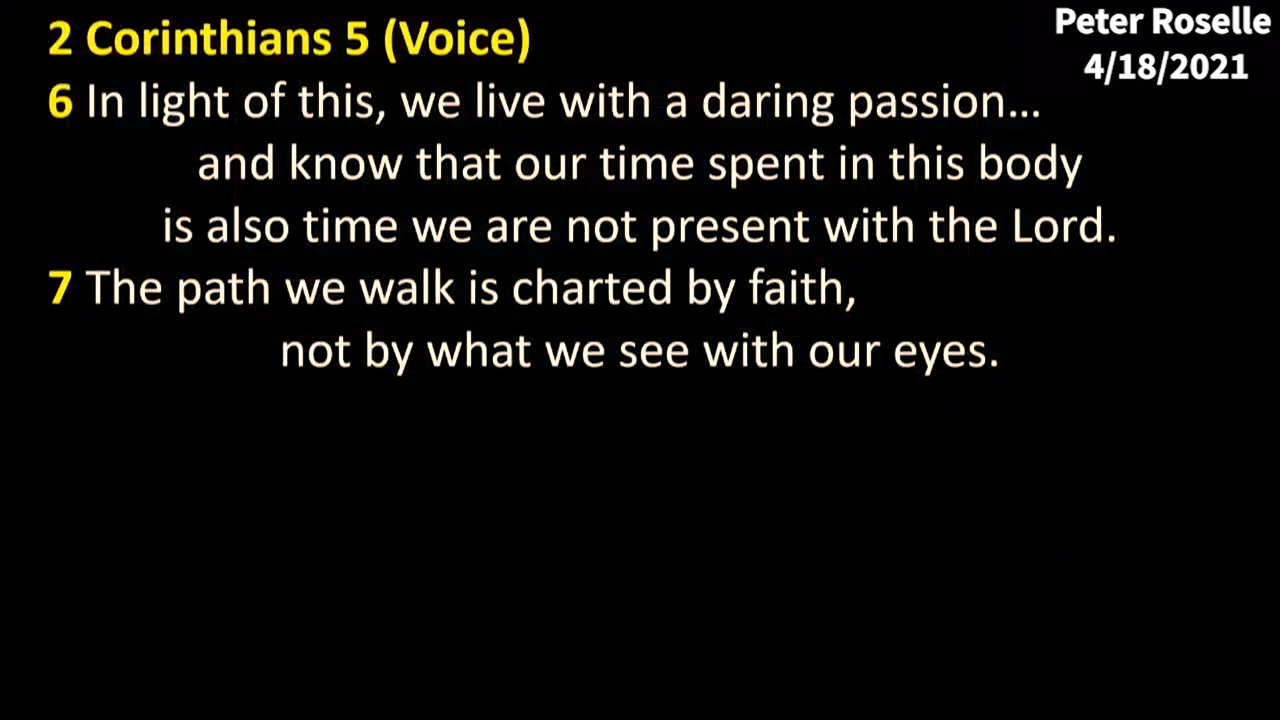 2 Corinthians 5 (Voice)
Peter Roselle
4/18/2021
6 In light of this, we live with a daring passion...
and know that our time spent in this body
is also time we are not present with the Lord.
7 The path we walk is charted by faith,
not by what we see with our eyes.